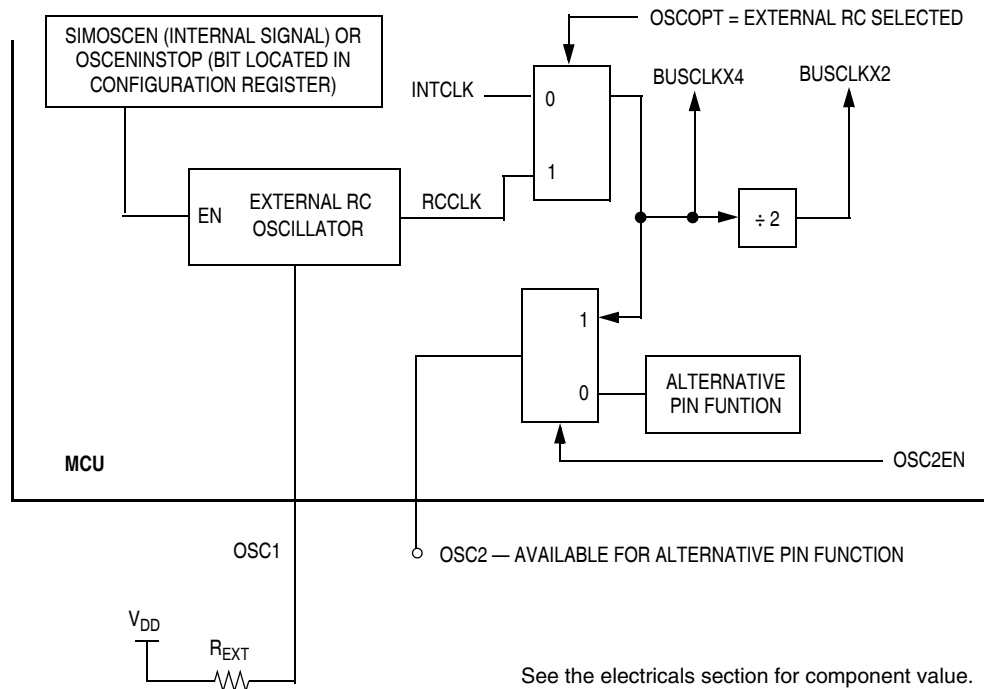 OSCOPT = EXTERNAL RC SELECTED
SIMOSCEN (INTERNAL SIGNAL) OR
OSCENINSTOP (BIT LOCATED IN
CONFIGURATION REGISTER)
BUSCLKX4
BUSCLKX2
INTCLK
0
1
EN
EXTERNAL RC
OSCILLATOR
RCCLK
÷ 2
1
0
ALTERNATIVE
PIN FUNTION
MCU
OSC2EN
OSC1
OSC2 — AVAILABLE FOR ALTERNATIVE PIN FUNCTION
VDD
REXT
See the electricals section for component value.